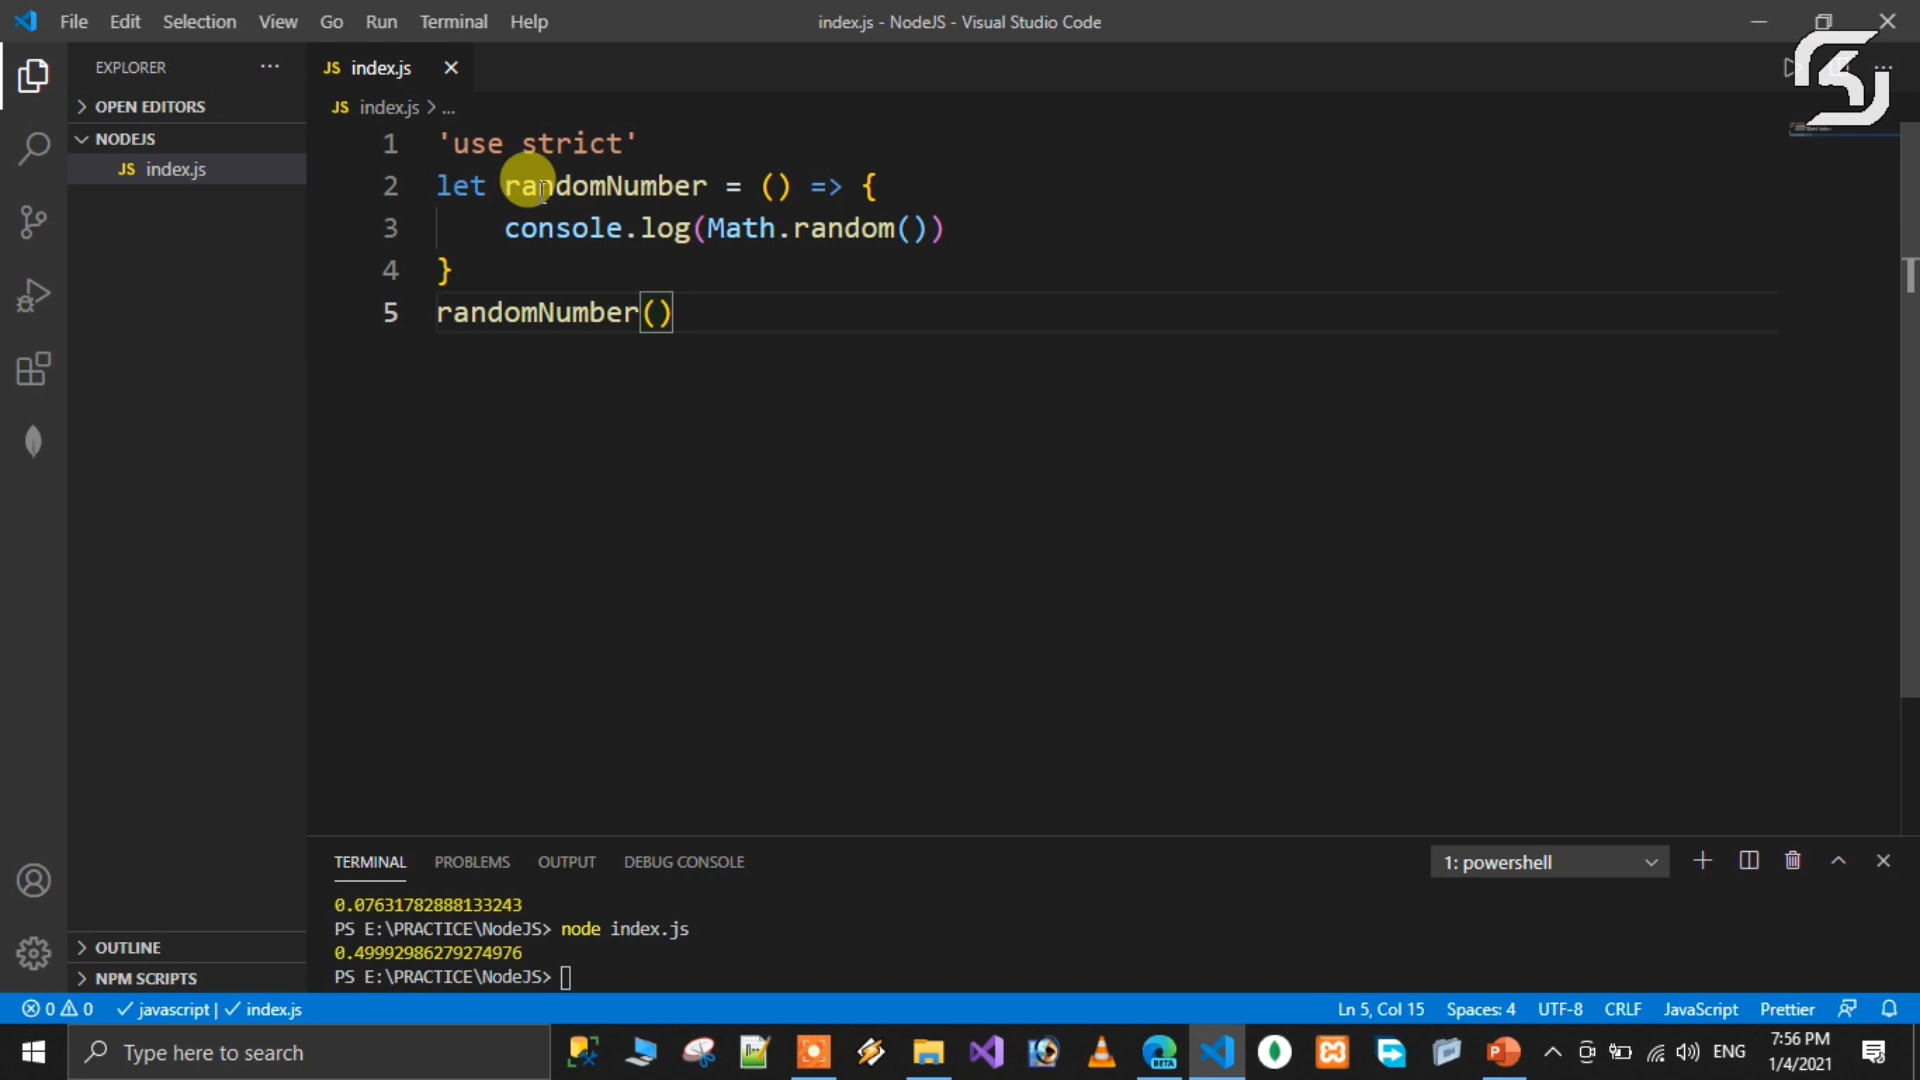 File Edit Selection View Go Run Terminal Help
index.js - NodeJS - Visual Studio Code
EXPLORER
OPEN EDITORS
NODEJS
JS index.js
OUTLINE
NPM SCRIPTS
JS index.js
JS index.js > ...
1 'use strict'
2 let randomNumber = () => {
3 console.log(Math.random())
4 }
5 randomNumber()
TERMINAL PROBLEMS OUTPUT DEBUG CONSOLE
1: powershell
0.07631782888133243
PS E:\PRACTICE\NodeJS> node index.js
0.49992986279274976
PS E:\PRACTICE\NodeJS>
0 0 javascript | index.js
Ln 5, Col 15 Spaces: 4 UTF-8 CRLF JavaScript Prettier
Type here to search
BETA
ENG
7:56 PM
1/4/2021